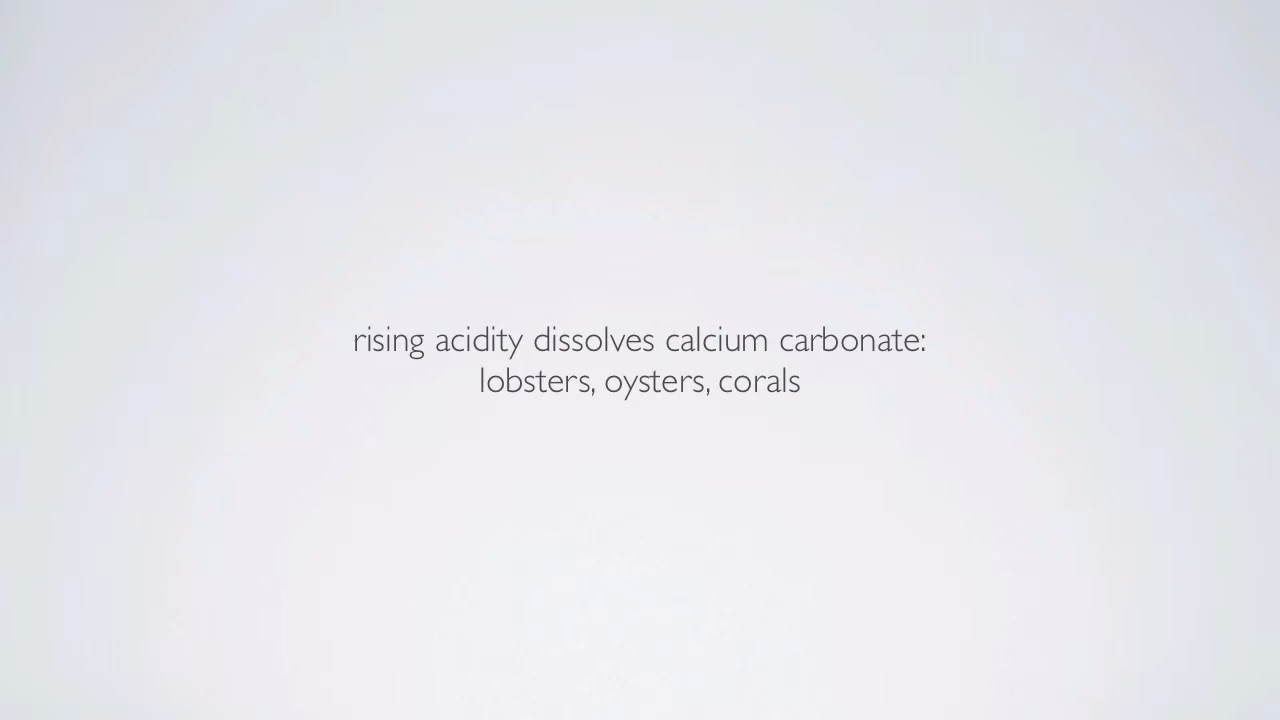 rising acidity dissolves calcium carbonate:
lobsters, oysters, corals